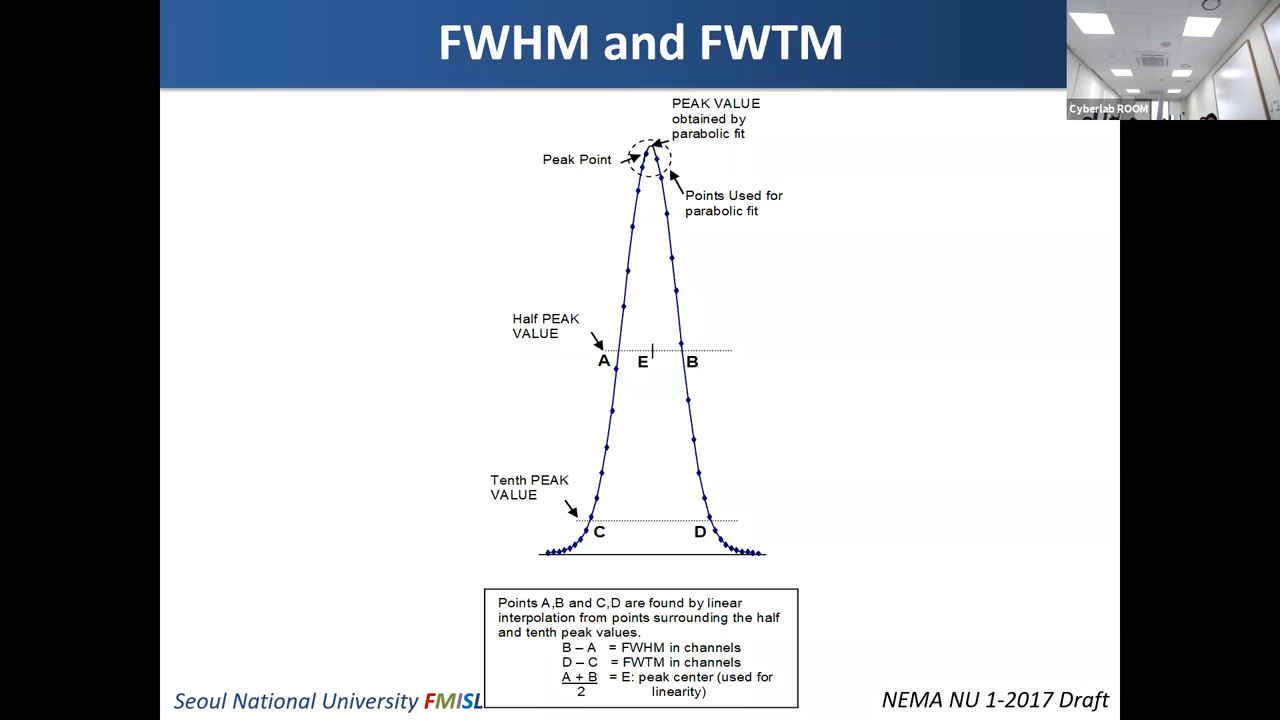 FWHM and FWTM
Cyberlab ROOM
PEAK VALUE
obtained by
parabolic fit
Peak Point
Points Used for
parabolic fit
Half PEAK
VALUE
A
E
B
Tenth PEAK
VALUE
C
D
Points A,B and C,D are found by linear
interpolation from points surrounding the half
and tenth peak values.
B – A = FWHM in channels
D – C = FWTM in channels
A + B = E: peak center (used for
2 linearity)
Seoul National University FMISL
NEMA NU 1-2017 Draft